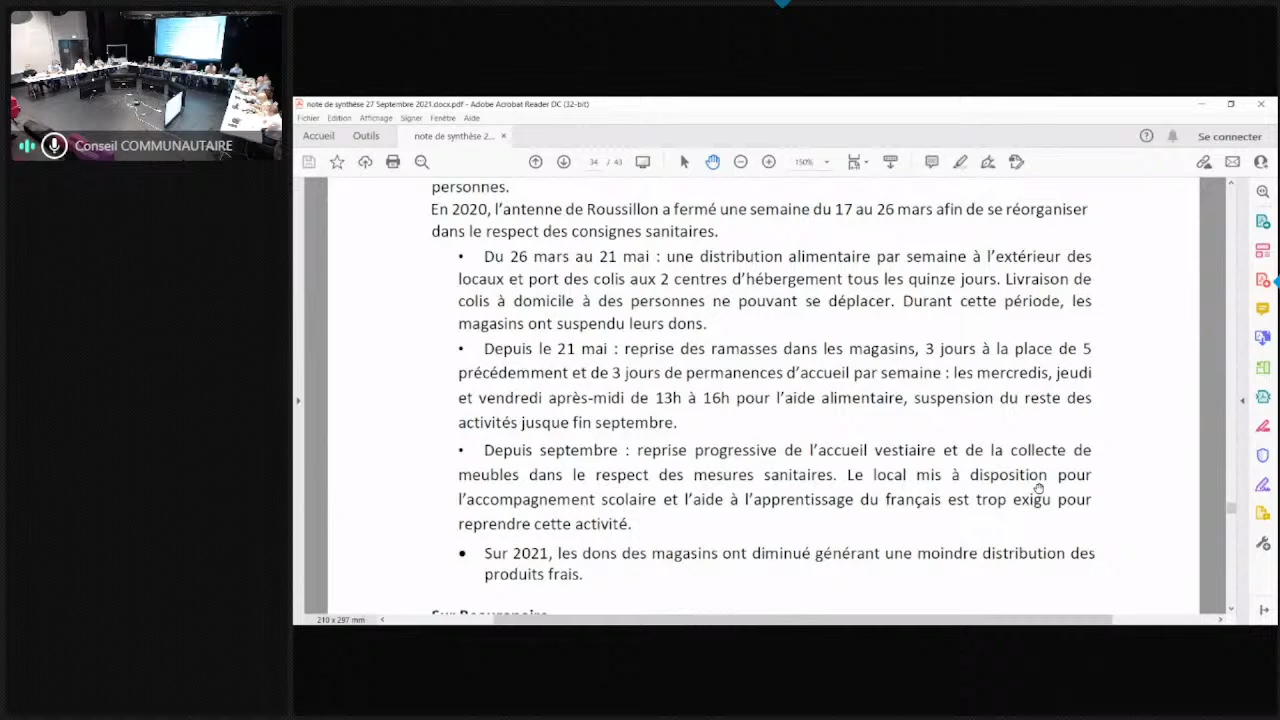 Conseil COMMUNAUTAIRE
note de synthèse 27 Septembre 2021.docx.pdf - Adobe Acrobat Reader DC (32-bit)
Fichier Edition Affichage Signer Fenêtre Aide
Accueil Outils note de synthèse 2... × Se connecter
34 / 43 150%
personnes.
En 2020, l’antenne de Roussillon a fermé une semaine du 17 au 26 mars afin de se réorganiser
dans le respect des consignes sanitaires.
• Du 26 mars au 21 mai : une distribution alimentaire par semaine à l’extérieur des
locaux et port des colis aux 2 centres d’hébergement tous les quinze jours. Livraison de
colis à domicile à des personnes ne pouvant se déplacer. Durant cette période, les
magasins ont suspendu leurs dons.
• Depuis le 21 mai : reprise des ramasses dans les magasins, 3 jours à la place de 5
précédemment et de 3 jours de permanences d’accueil par semaine : les mercredis, jeudi
et vendredi après-midi de 13h à 16h pour l’aide alimentaire, suspension du reste des
activités jusque fin septembre.
• Depuis septembre : reprise progressive de l’accueil vestiaire et de la collecte de
meubles dans le respect des mesures sanitaires. Le local mis à disposition pour
l’accompagnement scolaire et l’aide à l’apprentissage du français est trop exigu pour
reprendre cette activité.
• Sur 2021, les dons des magasins ont diminué générant une moindre distribution des
produits frais.
210 x 297 mm